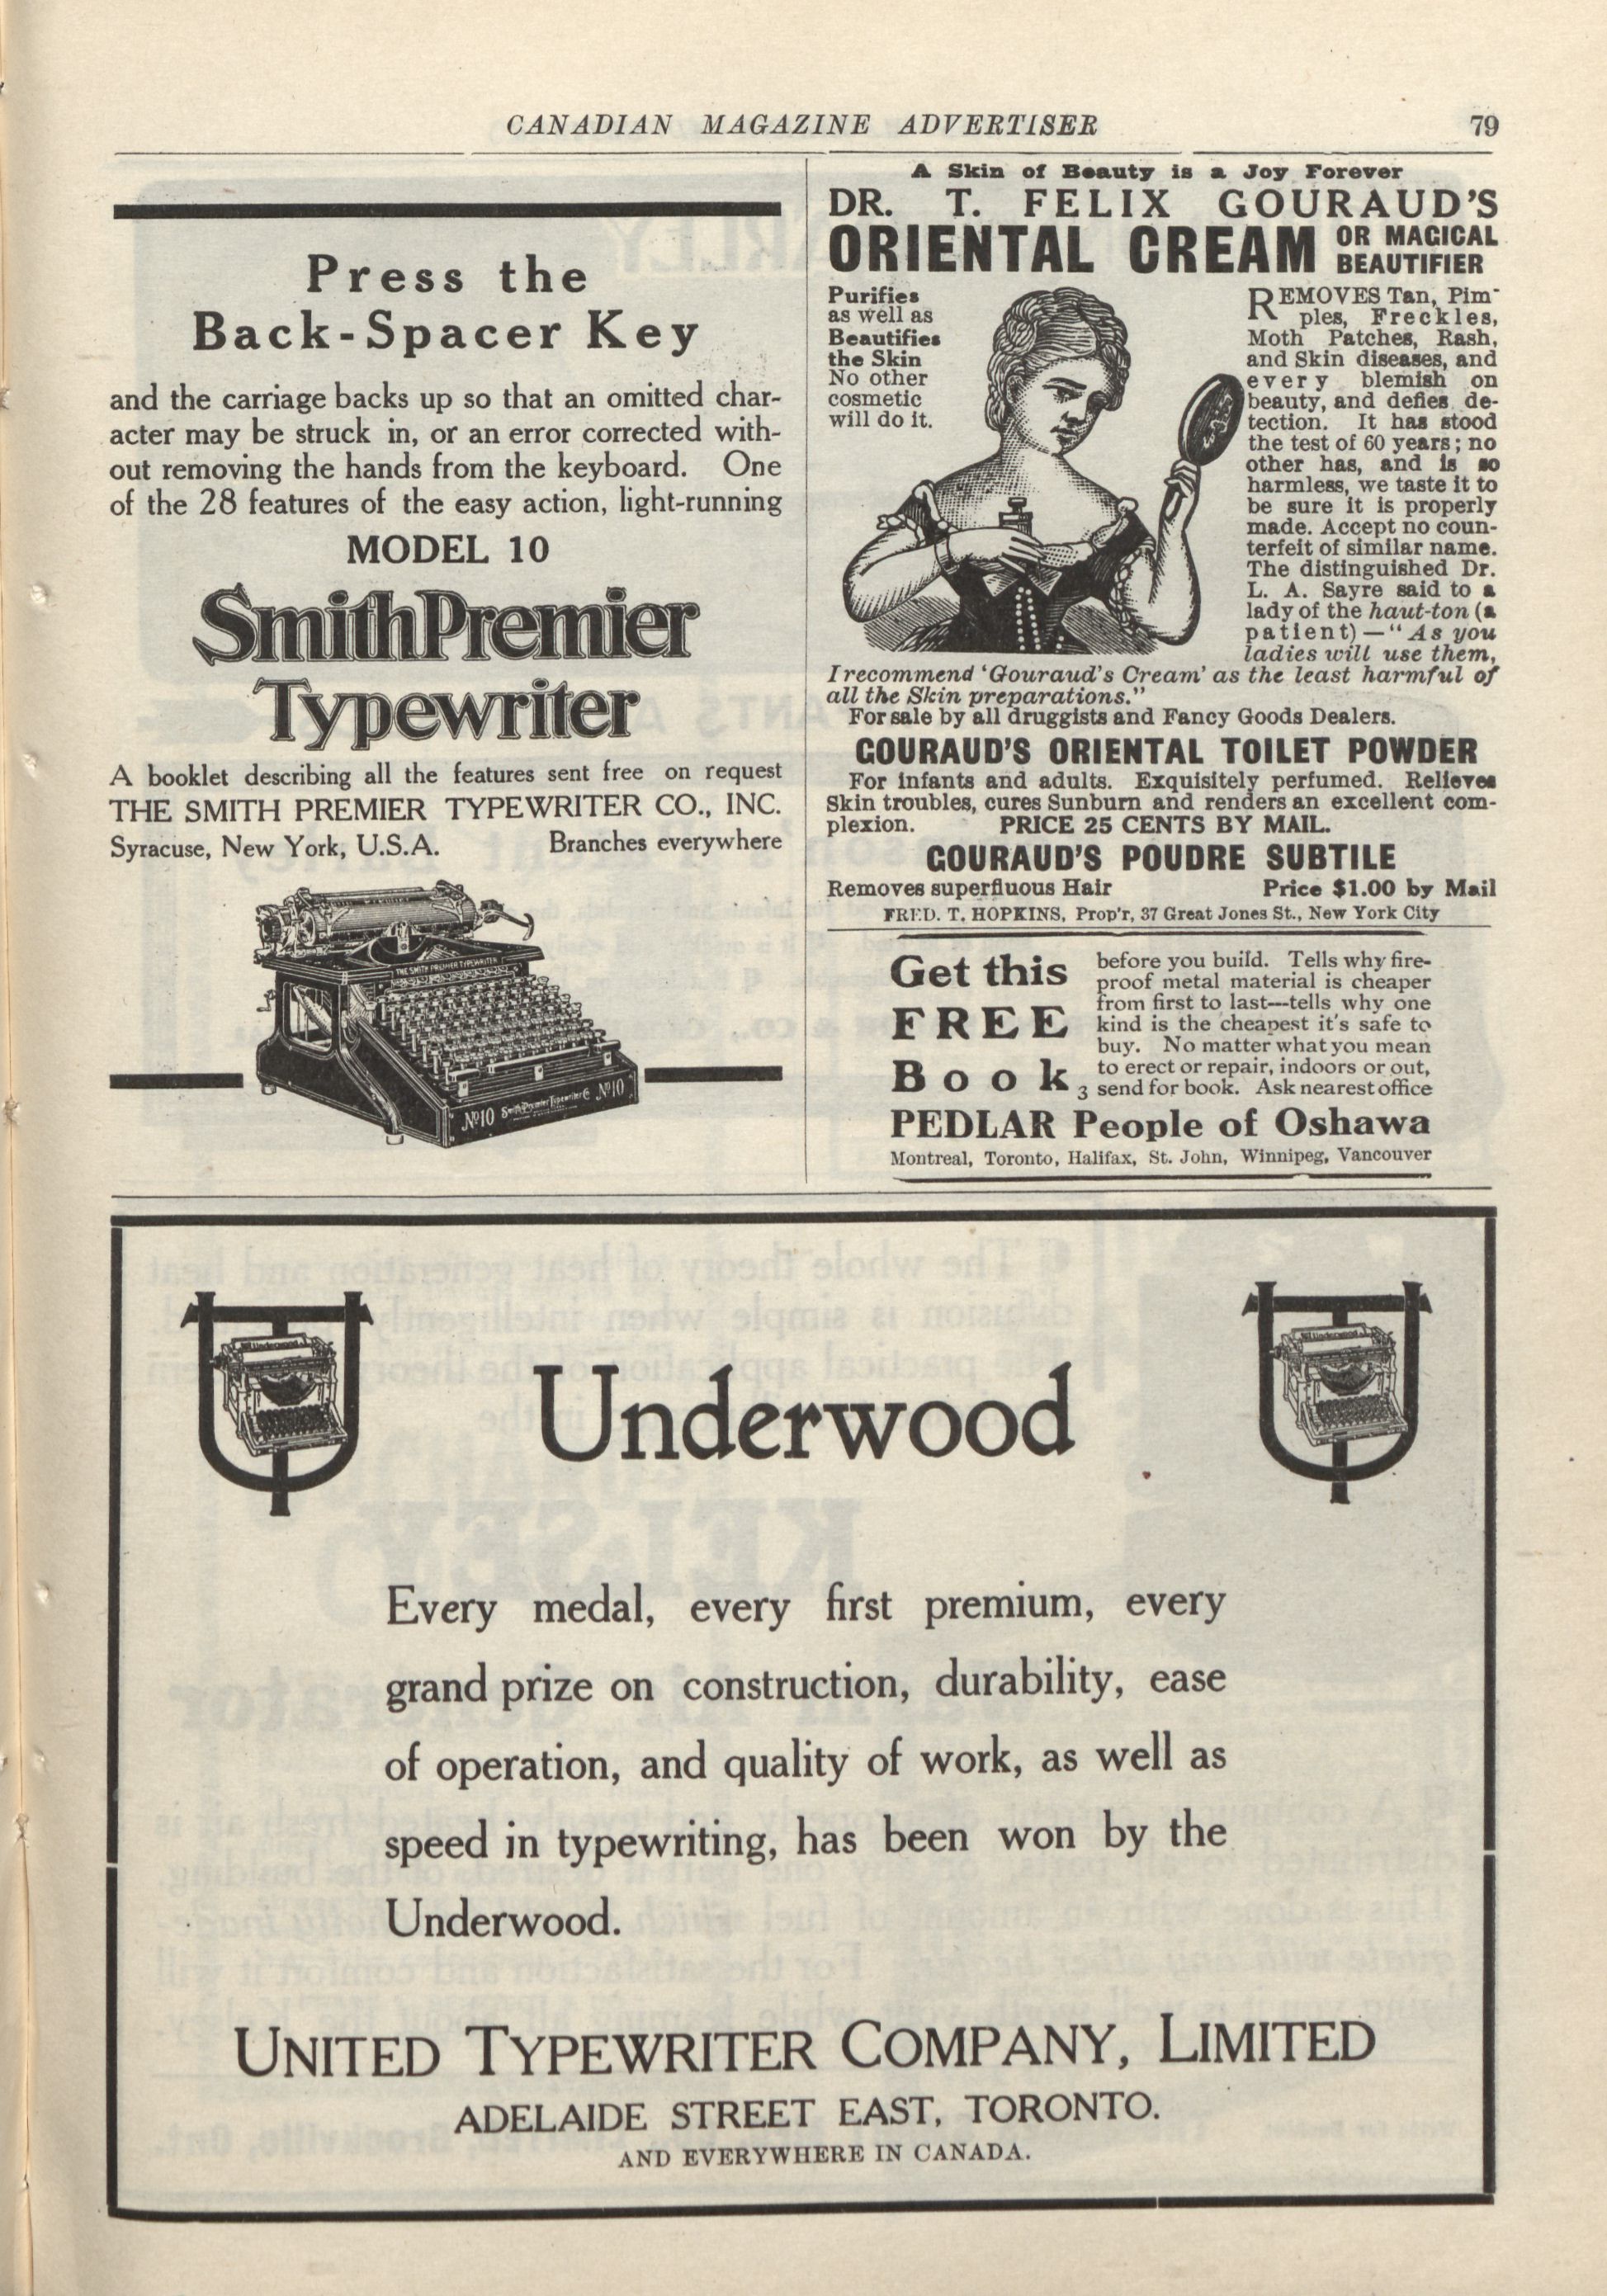 CANADIAN MAGAZINE ADVERTISER 79
Press the
Back-Spacer Key
and the carriage backs up so that an omitted char-
acter may be struck in, or an error corrected with-
out removing the hands from the keyboard. One
of the 28 features of the easy action, light-running
MODEL 10
Smith Premier
Typewriter
A booklet describing all the features sent free on request
THE SMITH PREMIER TYPEWRITER CO., INC.
Syracuse, New York, U.S.A. Branches everywhere
THE SMITH PREMIER TYPEWRITER
No 10 Smith Premier Typewriter Co No 10
A Skin of Beauty is a Joy Forever
DR. T. FELIX GOURAUD'S
ORIENTAL CREAM OR MAGICAL
BEAUTIFIER
Purifies
as well as
Beautifies
the Skin
No other
cosmetic
will do it.
REMOVES Tan, Pim-
ples, Freckles,
Moth Patches, Rash,
and Skin diseases, and
every blemish on
beauty, and defies de-
tection. It has stood
the test of 60 years; no
other has, and is so
harmless, we taste it to
be sure it is properly
made. Accept no coun-
terfeit of similar name.
The distinguished Dr.
L. A. Sayre said to a
lady of the haut-ton (a
patient)—"As you
ladies will use them,
I recommend 'Gouraud's Cream' as the least harmful of
all the Skin preparations."
For sale by all druggists and Fancy Goods Dealers.
GOURAUD'S ORIENTAL TOILET POWDER
For infants and adults. Exquisitely perfumed. Relieves
Skin troubles, cures Sunburn and renders an excellent com-
plexion. PRICE 25 CENTS BY MAIL.
GOURAUD'S POUDRE SUBTILE
Removes superfluous Hair Price $1.00 by Mail
FRED. T. HOPKINS, Prop'r, 37 Great Jones St., New York City
Get this
FREE
Book 3
before you build. Tells why fire-
proof metal material is cheaper
from first to last---tells why one
kind is the cheapest it's safe to
buy. No matter what you mean
to erect or repair, indoors or out,
send for book. Ask nearest office
PEDLAR People of Oshawa
Montreal, Toronto, Halifax, St. John, Winnipeg, Vancouver
Underwood
Underwood
Underwood
Every medal, every first premium, every
grand prize on construction, durability, ease
of operation, and quality of work, as well as
speed in typewriting, has been won by the
Underwood.
UNITED TYPEWRITER COMPANY, LIMITED
ADELAIDE STREET EAST, TORONTO.
AND EVERYWHERE IN CANADA.